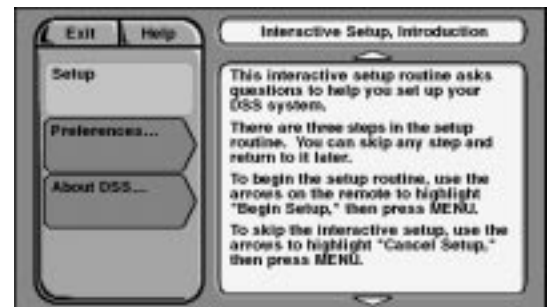 Exit Help
Interactive Setup, Introduction
Setup
Preferences...
About DSS...
This interactive setup routine asks
questions to help you set up your
DSS system.
There are three steps in the setup
routine. You can skip any step and
return to it later.
To begin the setup routine, use the
arrows on the remote to highlight
"Begin Setup," then press MENU.
To skip the interactive setup, use the
arrows to highlight "Cancel Setup,"
then press MENU.